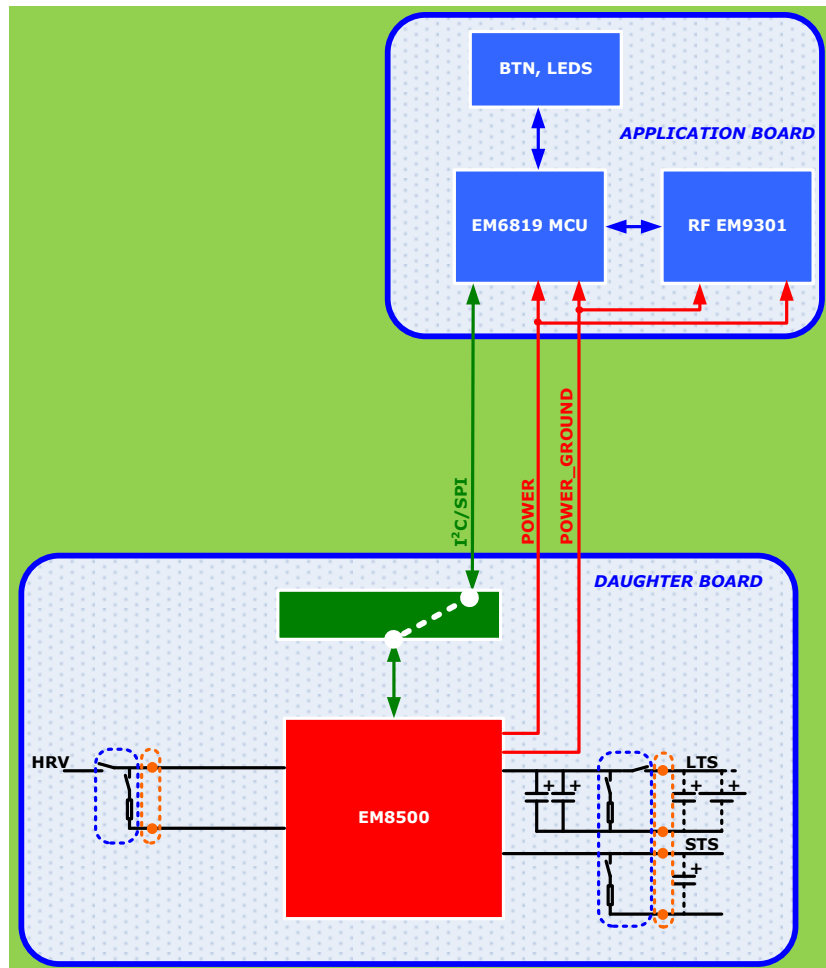 BTN, LEDS
APPLICATION BOARD
EM6819 MCU
RF EM9301
I²C/SPI
POWER
POWER_GROUND
DAUGHTER BOARD
HRV
EM8500
LTS
+
+
+
+
STS
+